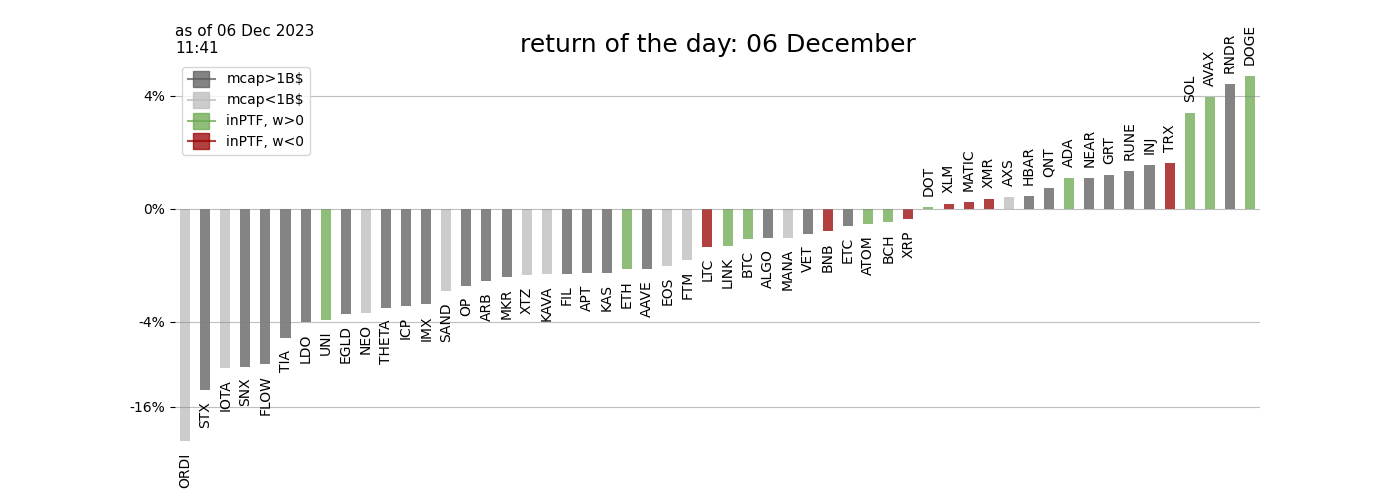 as of 06 Dec 2023
11:41
return of the day: 06 December
mcap>1B$
mcap<1B$
inPTF, w>0
inPTF, w<0
4%
0%
-4%
-16%
ORDI
STX
IOTA
SNX
FLOW
TIA
LDO
UNI
EGLD
NEO
THETA
ICP
IMX
SAND
OP
ARB
MKR
XTZ
KAVA
FIL
APT
KAS
ETH
AAVE
EOS
FTM
LTC
LINK
BTC
ALGO
MANA
VET
BNB
ETC
ATOM
BCH
XRP
DOT
XLM
MATIC
XMR
AXS
HBAR
QNT
ADA
NEAR
GRT
RUNE
INJ
TRX
SOL
AVAX
RNDR
DOGE